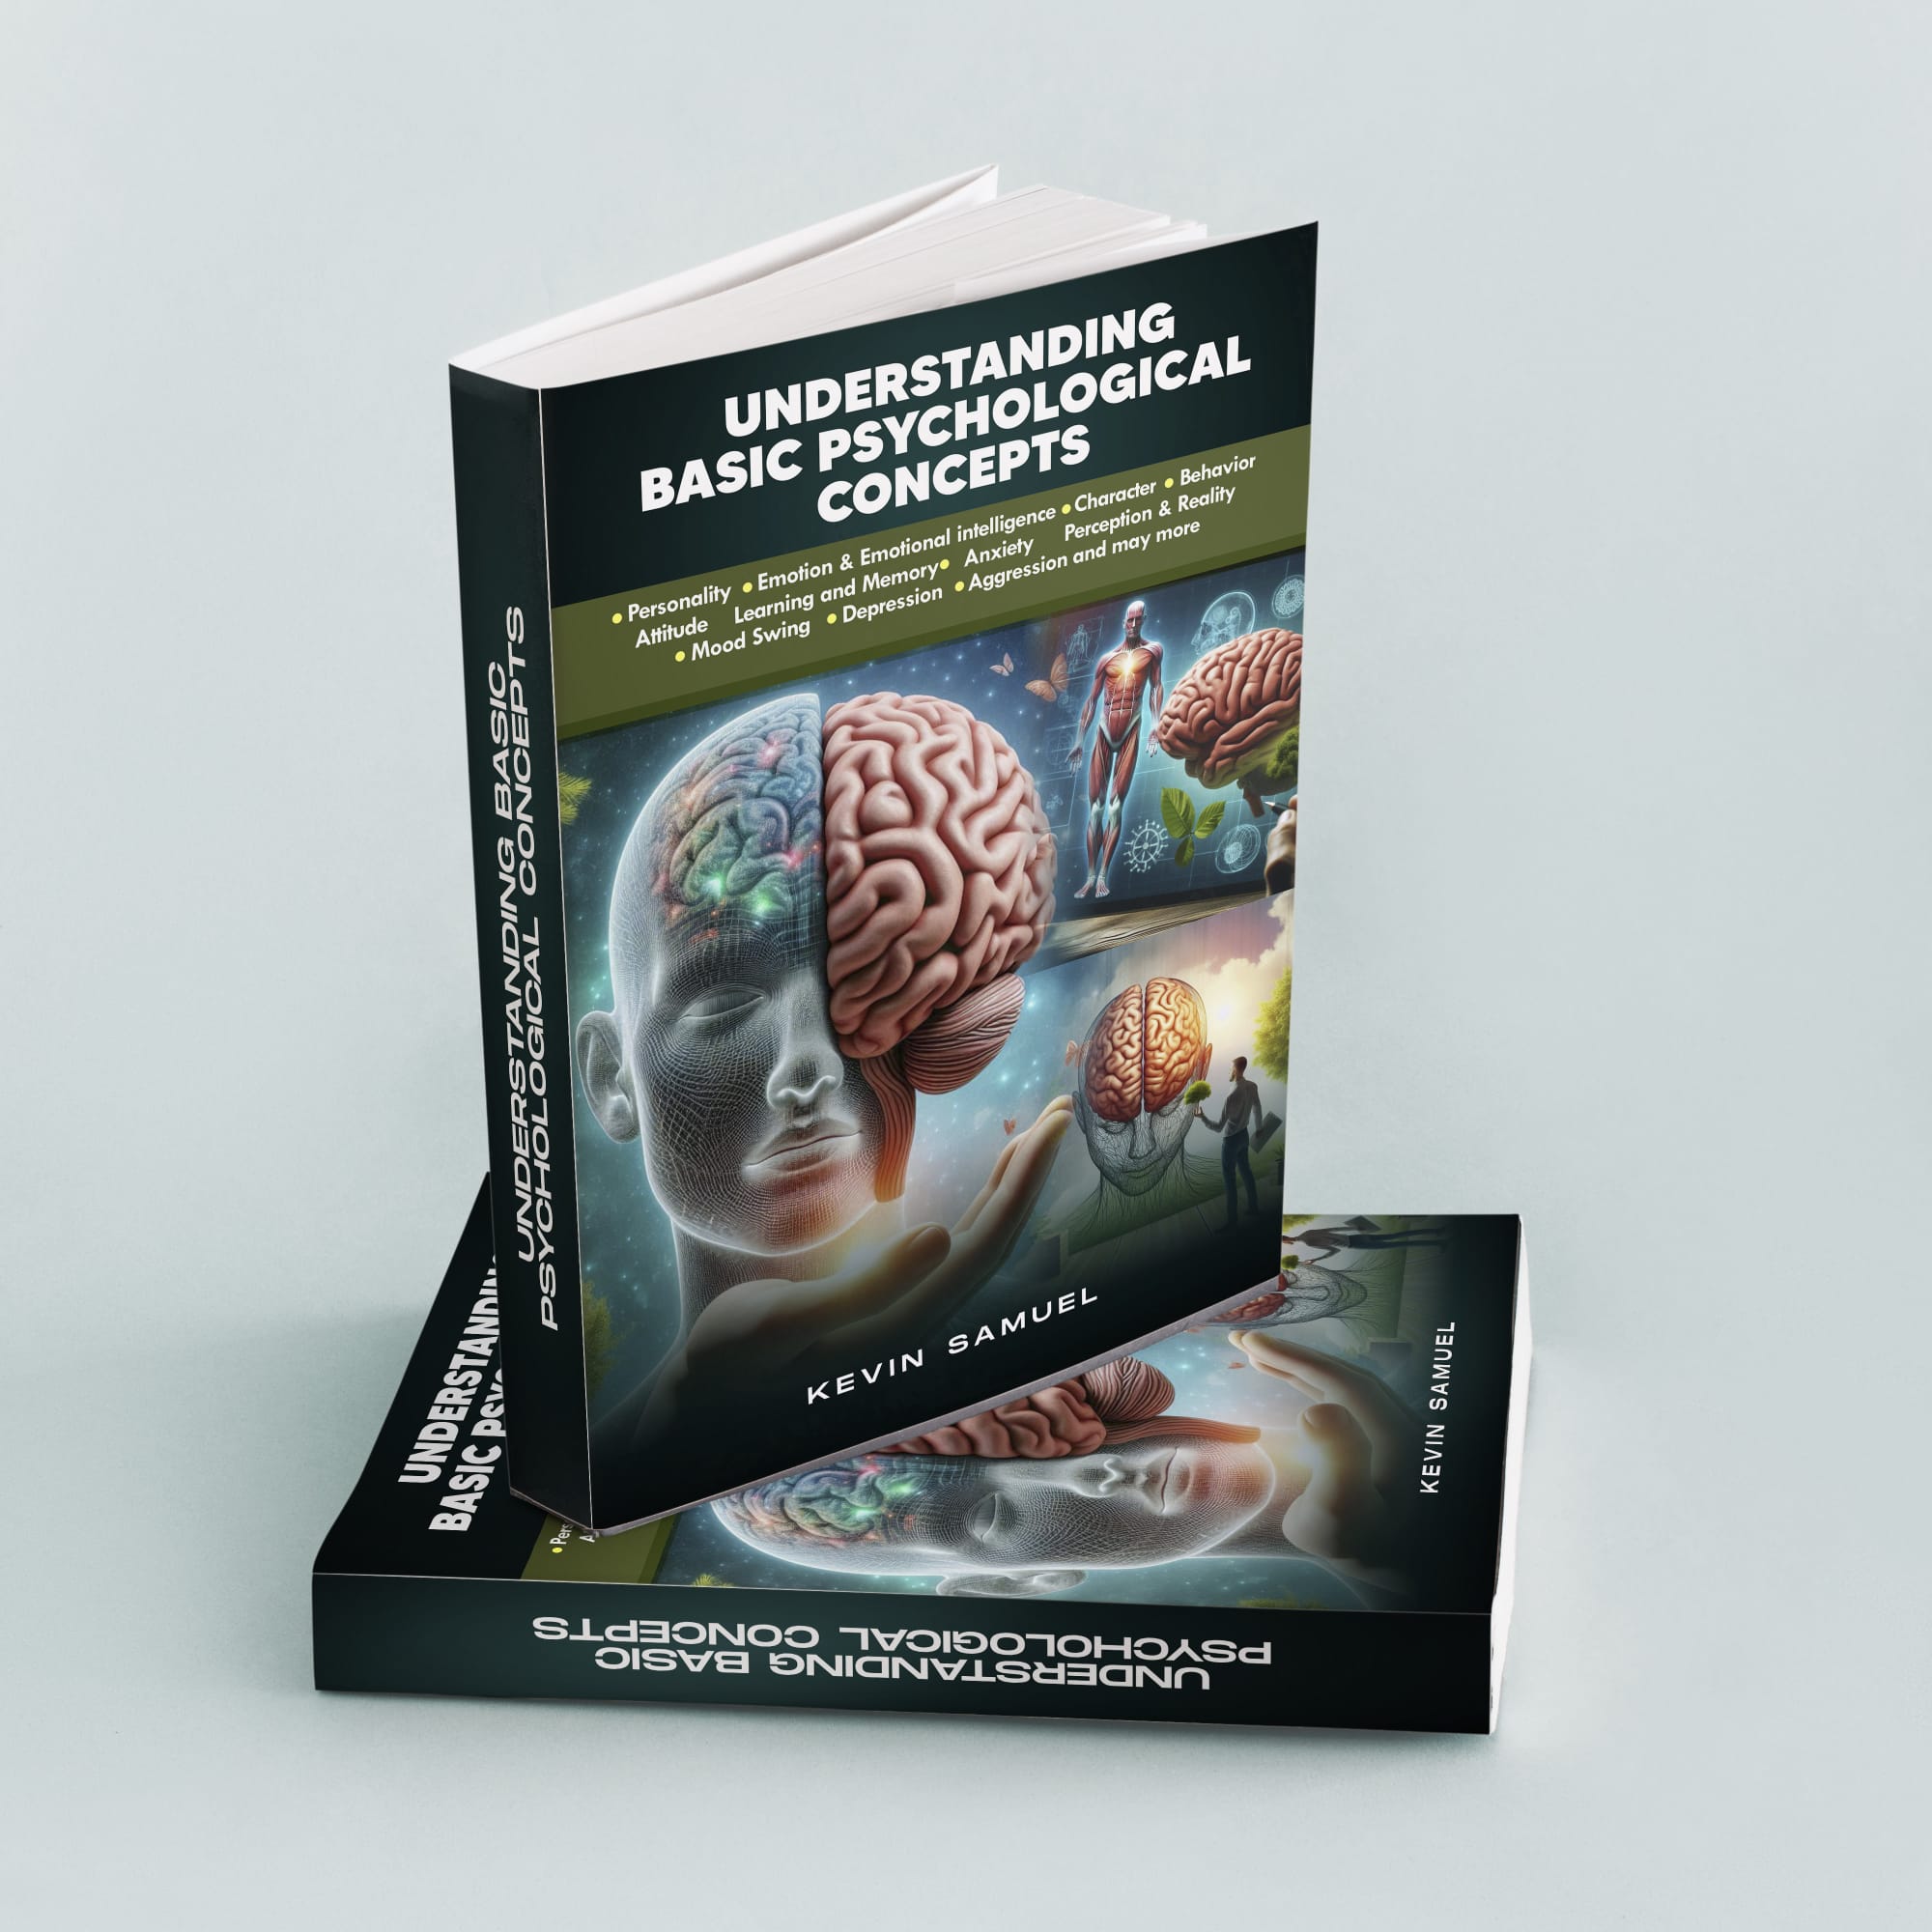 UNDERSTANDING
BASIC PSYCHOLOGICAL
CONCEPTS
• Personality • Emotion & Emotional intelligence • Character • Behavior
Attitude Learning and Memory • Anxiety Perception & Reality
• Mood Swing • Depression • Aggression and may more
KEVIN SAMUEL
UNDERSTANDING BASIC
PSYCHOLOGICAL CONCEPTS
UNDERSTANDING
BASIC
KEVIN SAMUEL
UNDERSTANDING BASIC
PSYCHOLOGICAL CONCEPTS